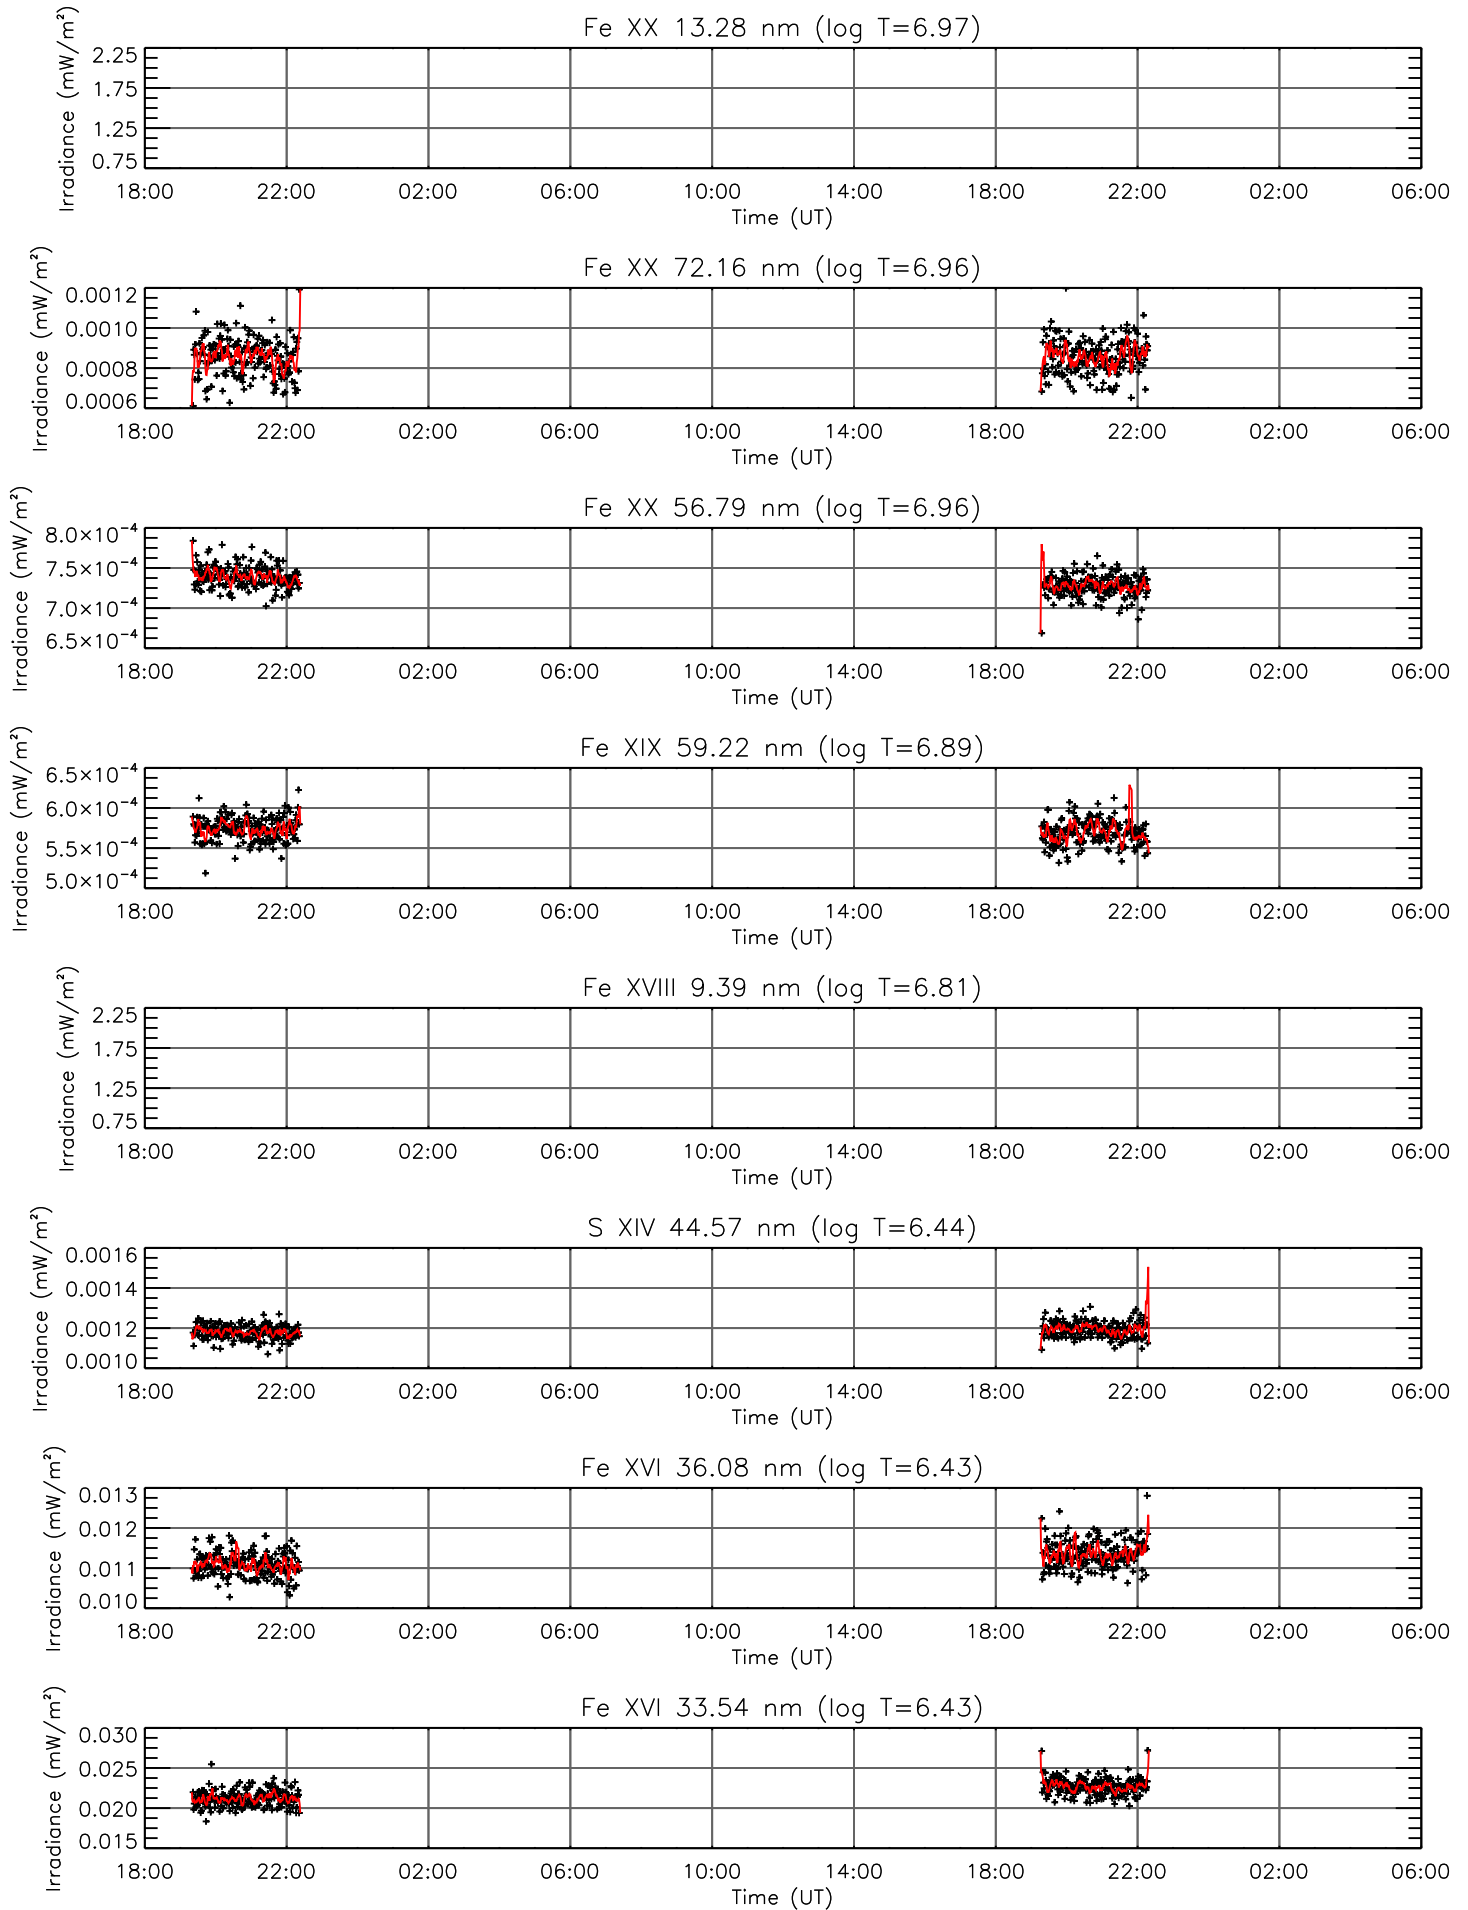 Fe XX 13.28 nm (log T=6.97)
Irradiance (mW/m²)
2.25
1.75
1.25
0.75
18:00 22:00 02:00 06:00 10:00 14:00 18:00 22:00 02:00 06:00
Time (UT)
Fe XX 72.16 nm (log T=6.96)
Irradiance (mW/m²)
0.0012
0.0010
0.0008
0.0006
18:00 22:00 02:00 06:00 10:00 14:00 18:00 22:00 02:00 06:00
Time (UT)
Fe XX 56.79 nm (log T=6.96)
Irradiance (mW/m²)
8.0×10⁻⁴
7.5×10⁻⁴
7.0×10⁻⁴
6.5×10⁻⁴
18:00 22:00 02:00 06:00 10:00 14:00 18:00 22:00 02:00 06:00
Time (UT)
Fe XIX 59.22 nm (log T=6.89)
Irradiance (mW/m²)
6.5×10⁻⁴
6.0×10⁻⁴
5.5×10⁻⁴
5.0×10⁻⁴
18:00 22:00 02:00 06:00 10:00 14:00 18:00 22:00 02:00 06:00
Time (UT)
Fe XVIII 9.39 nm (log T=6.81)
Irradiance (mW/m²)
2.25
1.75
1.25
0.75
18:00 22:00 02:00 06:00 10:00 14:00 18:00 22:00 02:00 06:00
Time (UT)
S XIV 44.57 nm (log T=6.44)
Irradiance (mW/m²)
0.0016
0.0014
0.0012
0.0010
18:00 22:00 02:00 06:00 10:00 14:00 18:00 22:00 02:00 06:00
Time (UT)
Fe XVI 36.08 nm (log T=6.43)
Irradiance (mW/m²)
0.013
0.012
0.011
0.010
18:00 22:00 02:00 06:00 10:00 14:00 18:00 22:00 02:00 06:00
Time (UT)
Fe XVI 33.54 nm (log T=6.43)
Irradiance (mW/m²)
0.030
0.025
0.020
0.015
18:00 22:00 02:00 06:00 10:00 14:00 18:00 22:00 02:00 06:00
Time (UT)